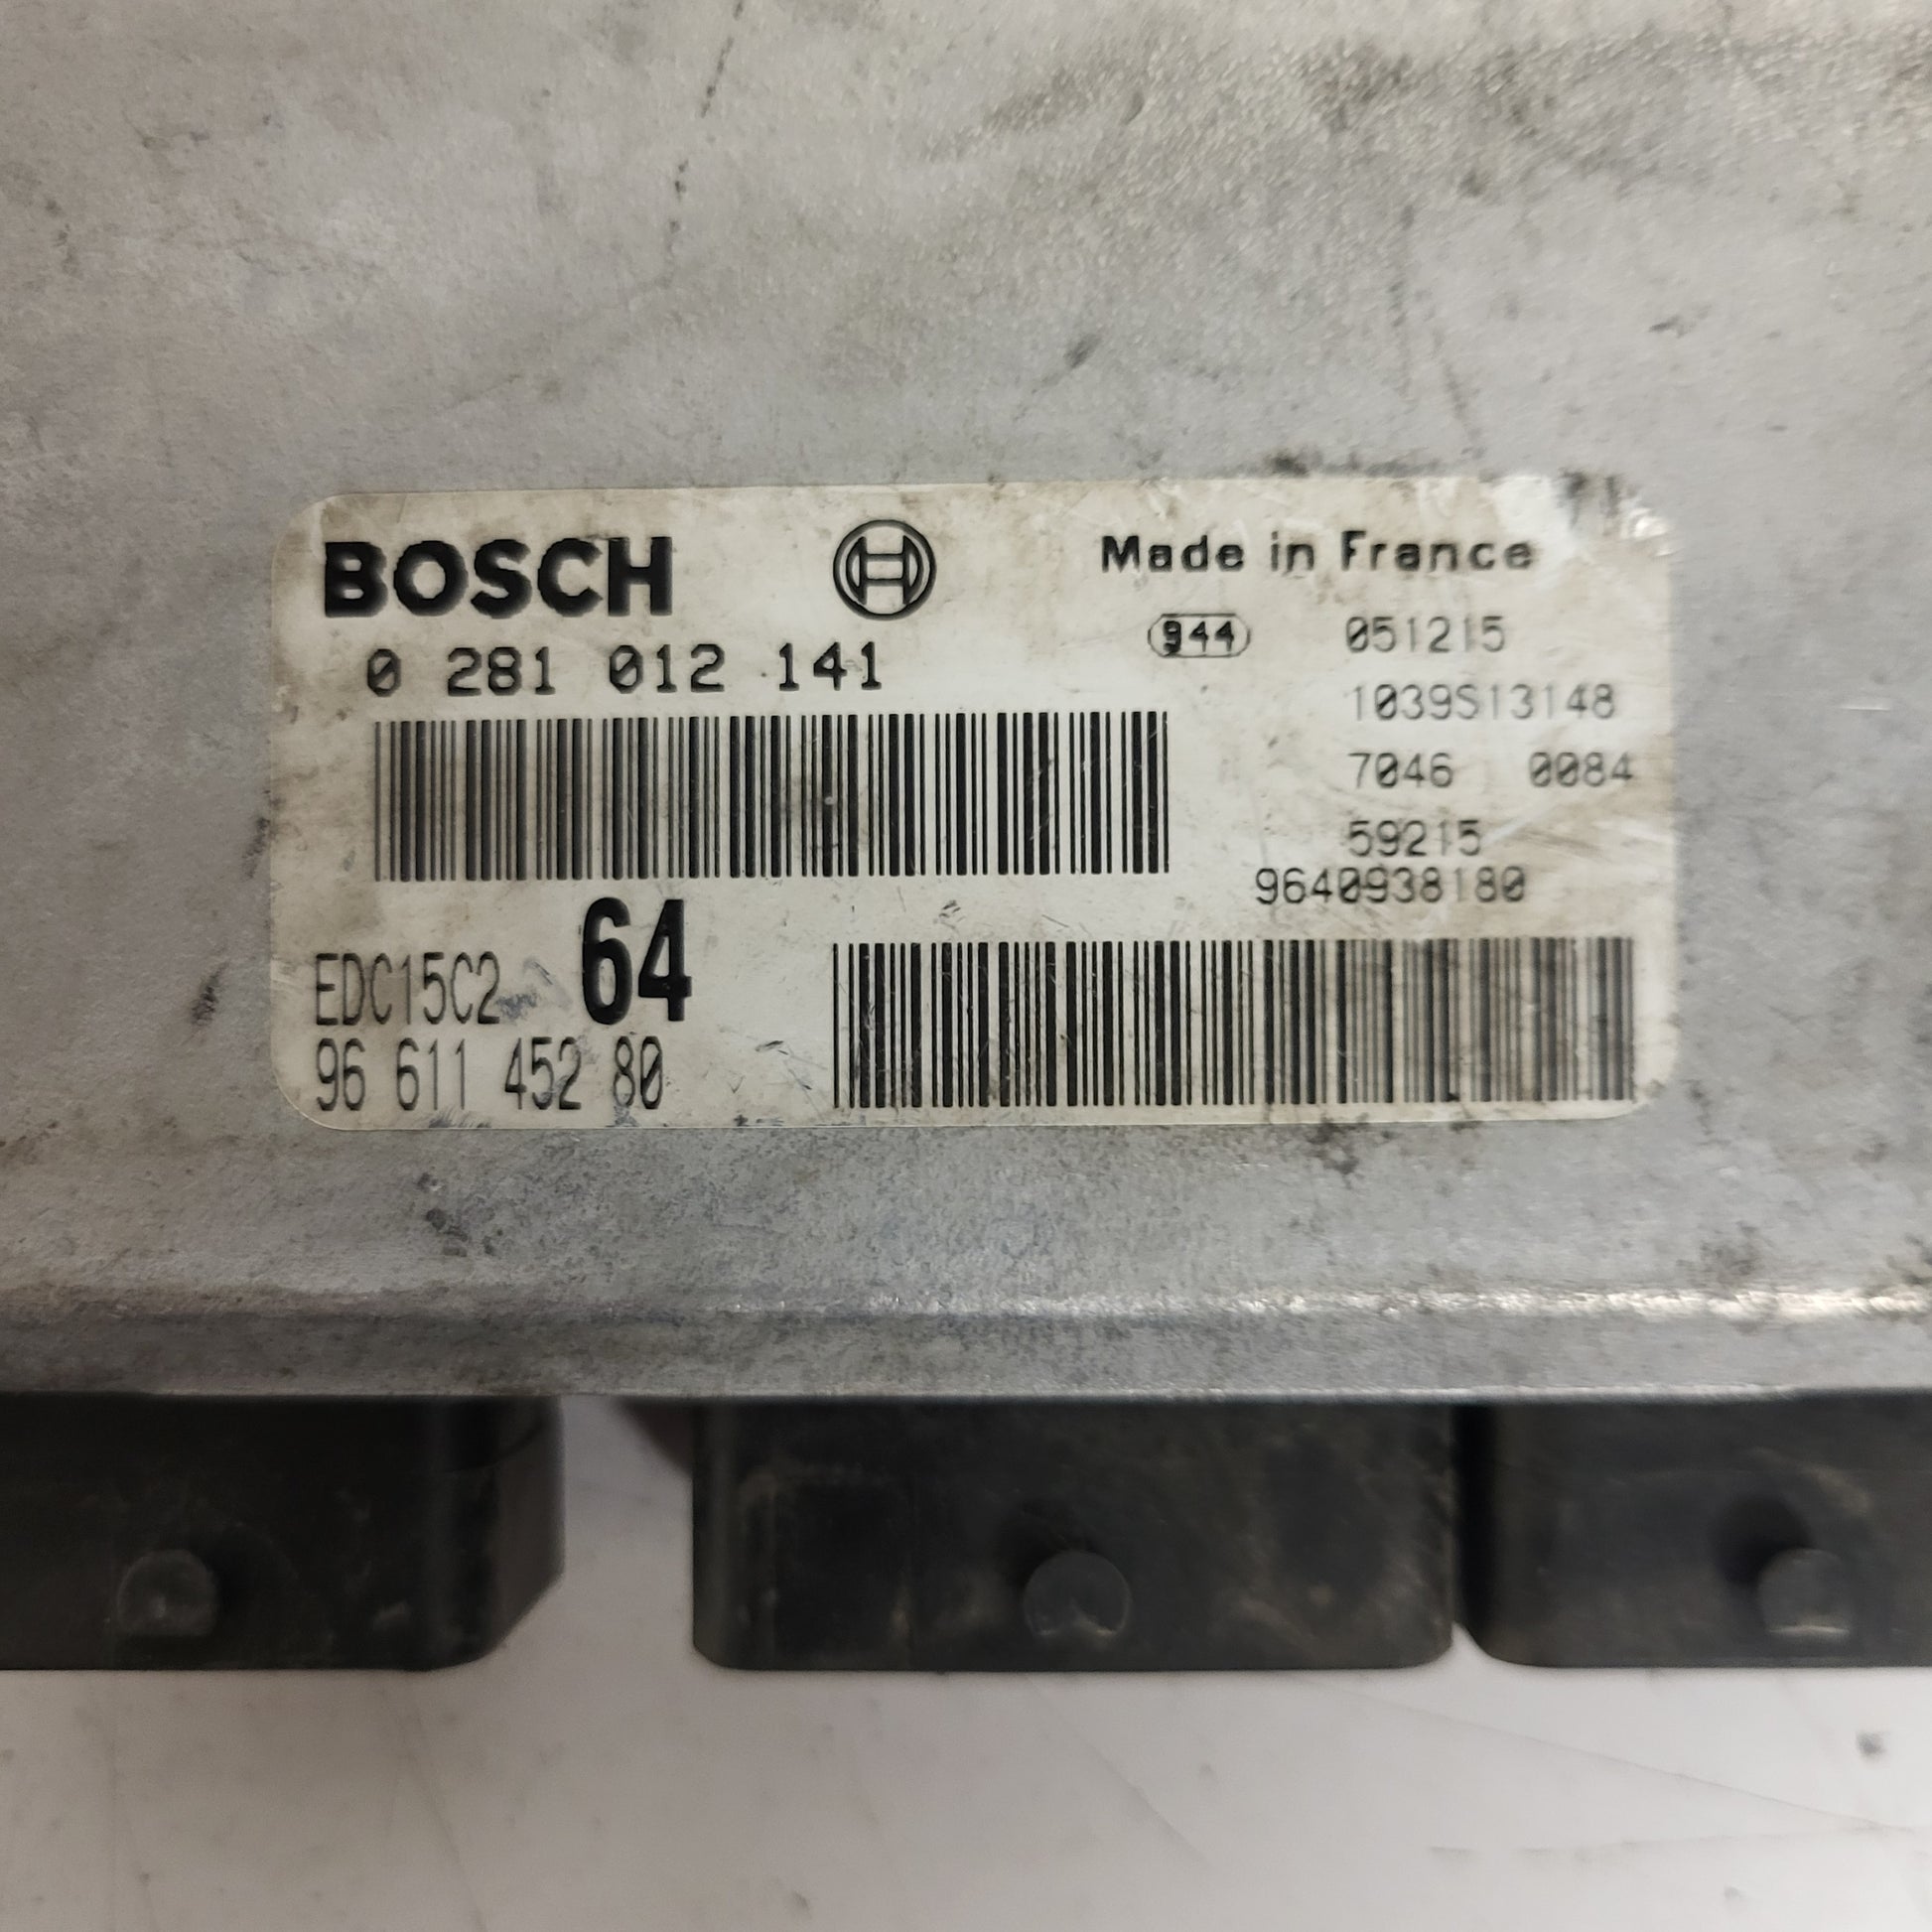 BOSCH
Made in France
0 281 012 141
944 051215
1039S13148
7046 0084
59215
9640938180
EDC15C2 64
96 611 452 80